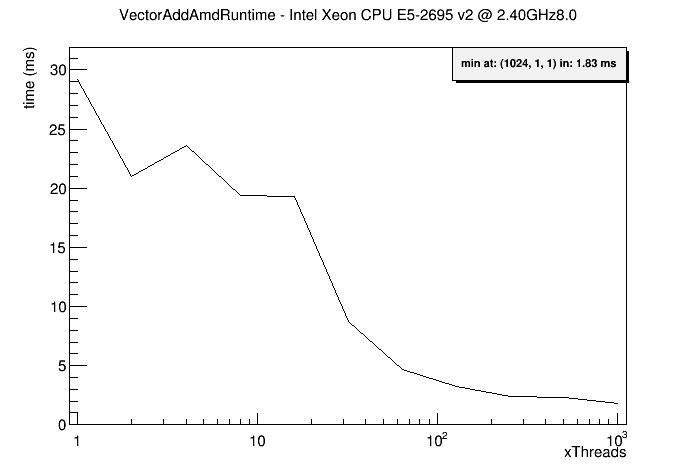 VectorAddAmdRuntime - Intel Xeon CPU E5-2695 v2 @ 2.40GHz8.0
time (ms)
min at: (1024, 1, 1) in: 1.83 ms
30
25
20
15
10
5
0
1 10 10² 10³
xThreads